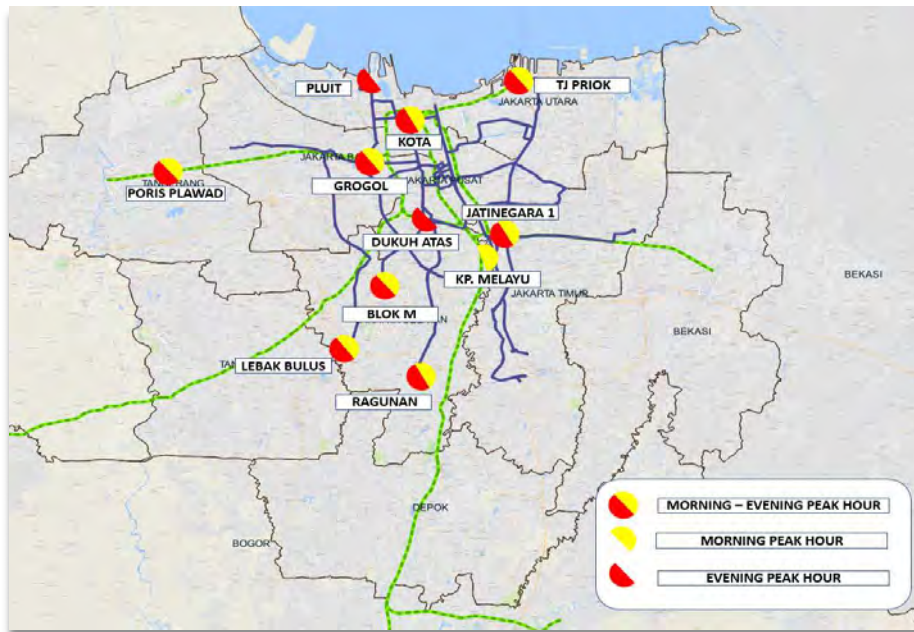 PLUIT
TJ PRIOK
JAKARTA UTARA
KOTA
JAKARTA B
GROGOL
PORIS PLAWAD
JATINEGARA 1
DUKUH ATAS
KP. MELAYU
JAKARTA TIMUR
BEKASI
BLOK M
BEKASI
LEBAK BULUS
RAGUNAN
DEPOK
BOGOR
MORNING – EVENING PEAK HOUR
MORNING PEAK HOUR
EVENING PEAK HOUR